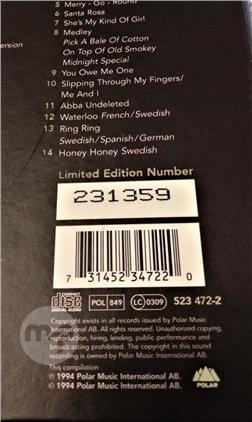 5 Merry - Go - Round
6 Santa Rosa
7 She's My Kind Of Girl
8 Medley
Pick A Bale Of Cotton
version
On Top Of Old Smokey
Midnight Special
9 You Owe Me One
10 Slipping Through My Fingers/
Me And I
11 Abba Undeleted
12 Waterloo French/Swedish
13 Ring Ring
Swedish/Spanish/German
14 Honey Honey Swedish
Limited Edition Number
231359
7 31452 34722 0
COMPACT
disc
DIGITAL AUDIO
POL 849
LC 0309
523 472-2
Copyright exists in all records issued by Polar Music
International AB. All rights reserved. Unauthorized copying,
reproduction, hiring, lending, public performance and
broadcasting prohibited. The copyright in this sound
recording is owned by Polar Music International AB.
This compilation
℗ 1994 Polar Music International AB.
© 1994 Polar Music International AB.
POLAR